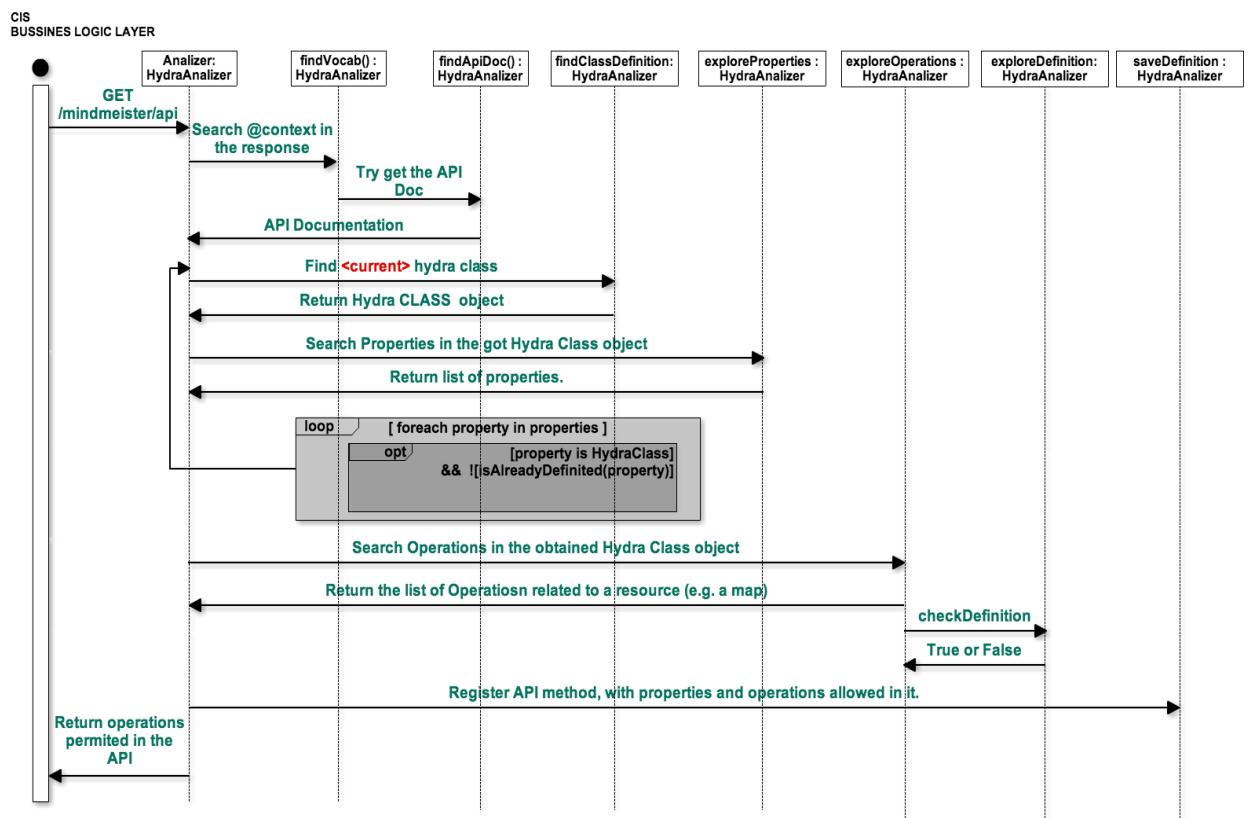 CIS
BUSSINES LOGIC LAYER
Analizer:
HydraAnalizer
findVocab() :
HydraAnalizer
findApiDoc() :
HydraAnalizer
findClassDefinition:
HydraAnalizer
exploreProperties :
HydraAnalizer
exploreOperations :
HydraAnalizer
exploreDefinition:
HydraAnalizer
saveDefinition :
HydraAnalizer
GET
/mindmeister/api
Search @context in
the response
Try get the API
Doc
API Documentation
Find <current> hydra class
Return Hydra CLASS object
Search Properties in the got Hydra Class object
Return list of properties.
loop
[ foreach property in properties ]
opt
[property is HydraClass]
&& ![isAlreadyDefinited(property)]
Search Operations in the obtained Hydra Class object
Return the list of Operatiosn related to a resource (e.g. a map)
checkDefinition
True or False
Register API method, with properties and operations allowed in it.
Return operations
permited in the
API